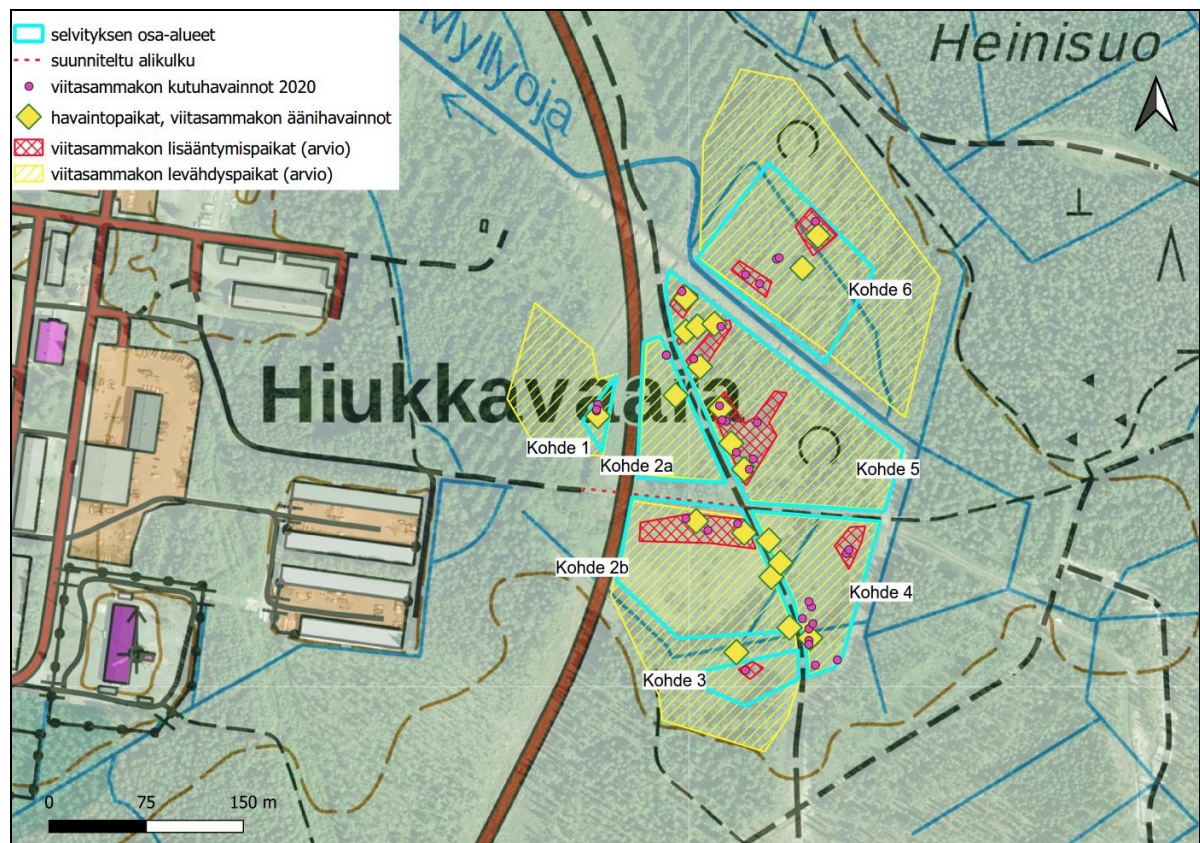 selvityksen osa-alueet
suunniteltu alikulku
viitasammakon kutuhavainnot 2020
havaintopaikat, viitasammakon äänihavainnot
viitasammakon lisääntymispaikat (arvio)
viitasammakon levähdyspaikat (arvio)
Myllyoja
Heinisuo
Kohde 6
Hiukkavaara
Kohde 1
Kohde 2a
Kohde 5
Kohde 2b
Kohde 4
Kohde 3
0 75 150 m